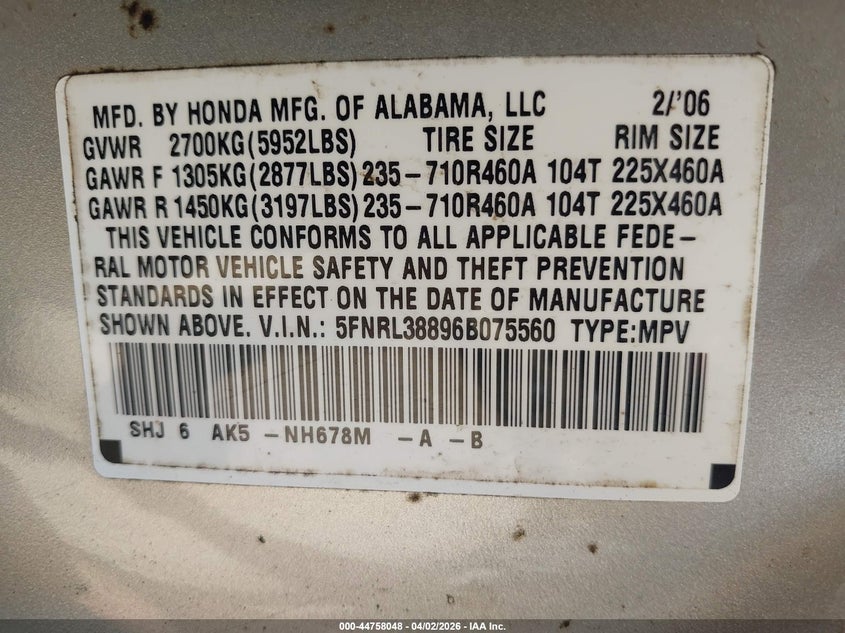 MFD. BY HONDA MFG. OF ALABAMA, LLC 2/'06
GVWR 2700KG(5952LBS) TIRE SIZE RIM SIZE
GAWR F 1305KG(2877LBS) 235-710R460A 104T 225X460A
GAWR R 1450KG(3197LBS) 235-710R460A 104T 225X460A
THIS VEHICLE CONFORMS TO ALL APPLICABLE FEDE-
RAL MOTOR VEHICLE SAFETY AND THEFT PREVENTION
STANDARDS IN EFFECT ON THE DATE OF MANUFACTURE
SHOWN ABOVE. V.I.N.: 5FNRL38896B075560 TYPE:MPV
SHJ 6 AK5 -NH678M -A -B
000-44758048 - 04/02/2026 - IAA Inc.